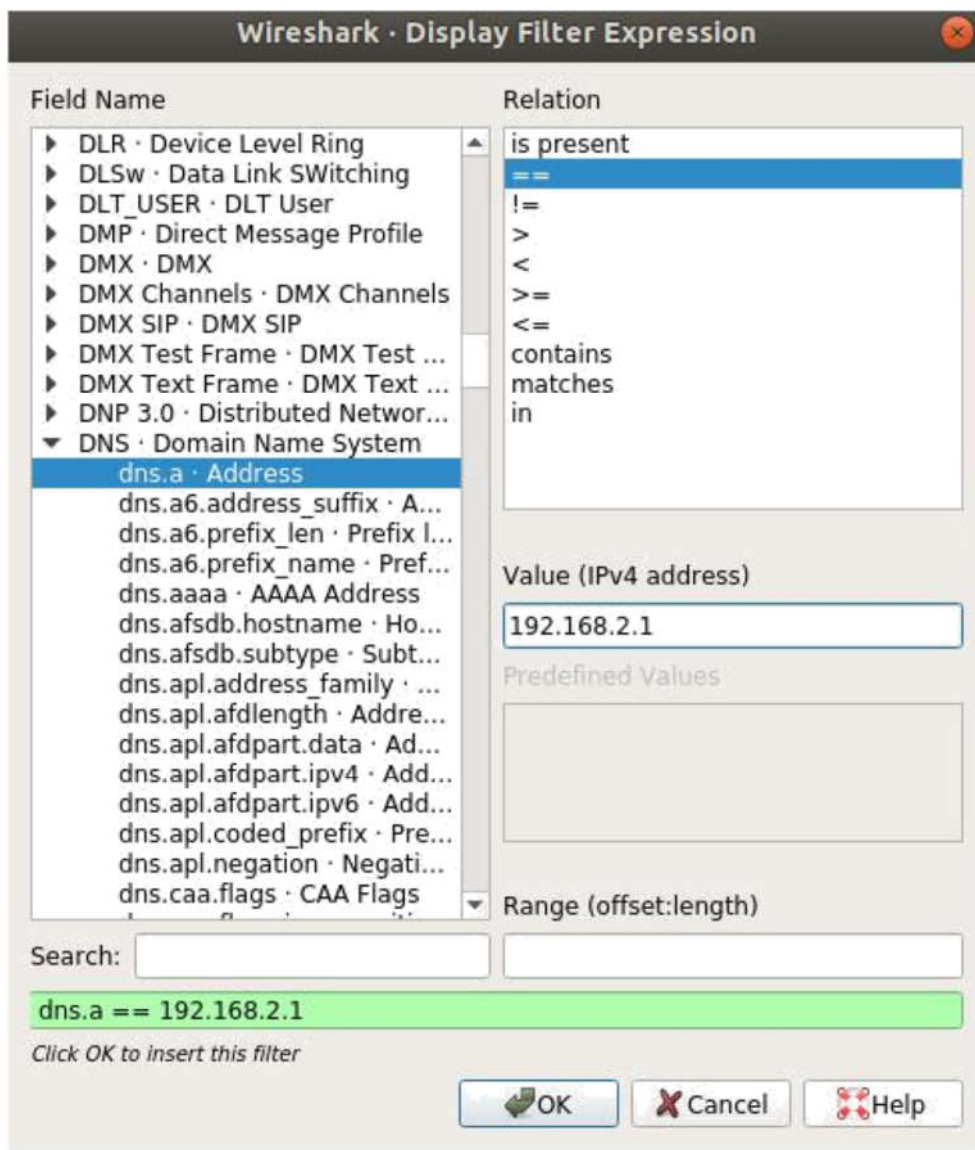 Wireshark · Display Filter Expression
Field Name
DLR · Device Level Ring
DLSw · Data Link SWitching
DLT_USER · DLT User
DMP · Direct Message Profile
DMX · DMX
DMX Channels · DMX Channels
DMX SIP · DMX SIP
DMX Test Frame · DMX Test ...
DMX Text Frame · DMX Text ...
DNP 3.0 · Distributed Networ...
DNS · Domain Name System
dns.a · Address
dns.a6.address_suffix · A...
dns.a6.prefix_len · Prefix l...
dns.a6.prefix_name · Pref...
dns.aaaa · AAAA Address
dns.afsdb.hostname · Ho...
dns.afsdb.subtype · Subt...
dns.apl.address_family · ...
dns.apl.afdlength · Addre...
dns.apl.afdpart.data · Ad...
dns.apl.afdpart.ipv4 · Add...
dns.apl.afdpart.ipv6 · Add...
dns.apl.coded_prefix · Pre...
dns.apl.negation · Negati...
dns.caa.flags · CAA Flags
Search:
Relation
is present
==
!=
>
<
>=
<=
contains
matches
in
Value (IPv4 address)
192.168.2.1
Predefined Values
Range (offset:length)
dns.a == 192.168.2.1
Click OK to insert this filter
OK Cancel Help